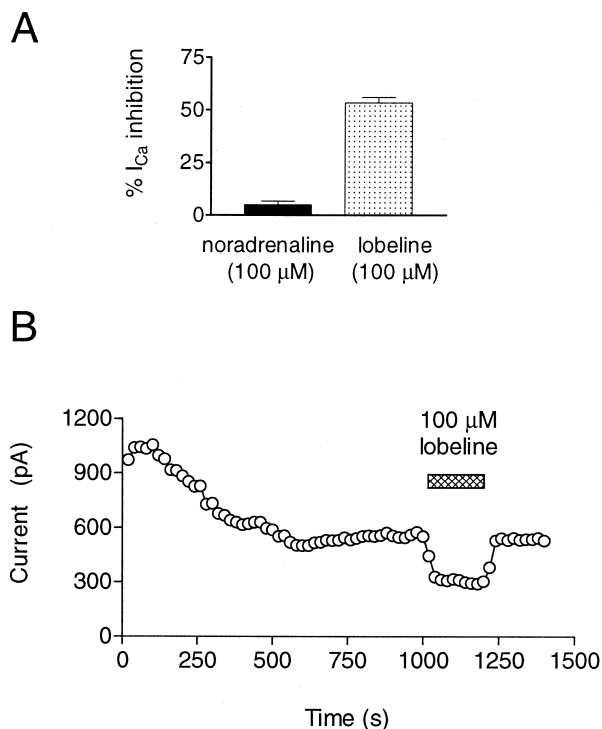 A
75
50
25
0
% ICa inhibition
noradrenaline lobeline
(100 μM) (100 μM)
B
1200
900
600
300
0
Current (pA)
100 μM
lobeline
0 250 500 750 1000 1250 1500
Time (s)